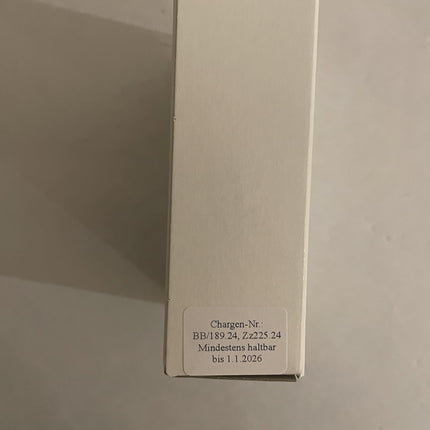 Chargen-Nr.:
BB/189.24, Zz225.24
Mindestens haltbar
bis 1.1.2026